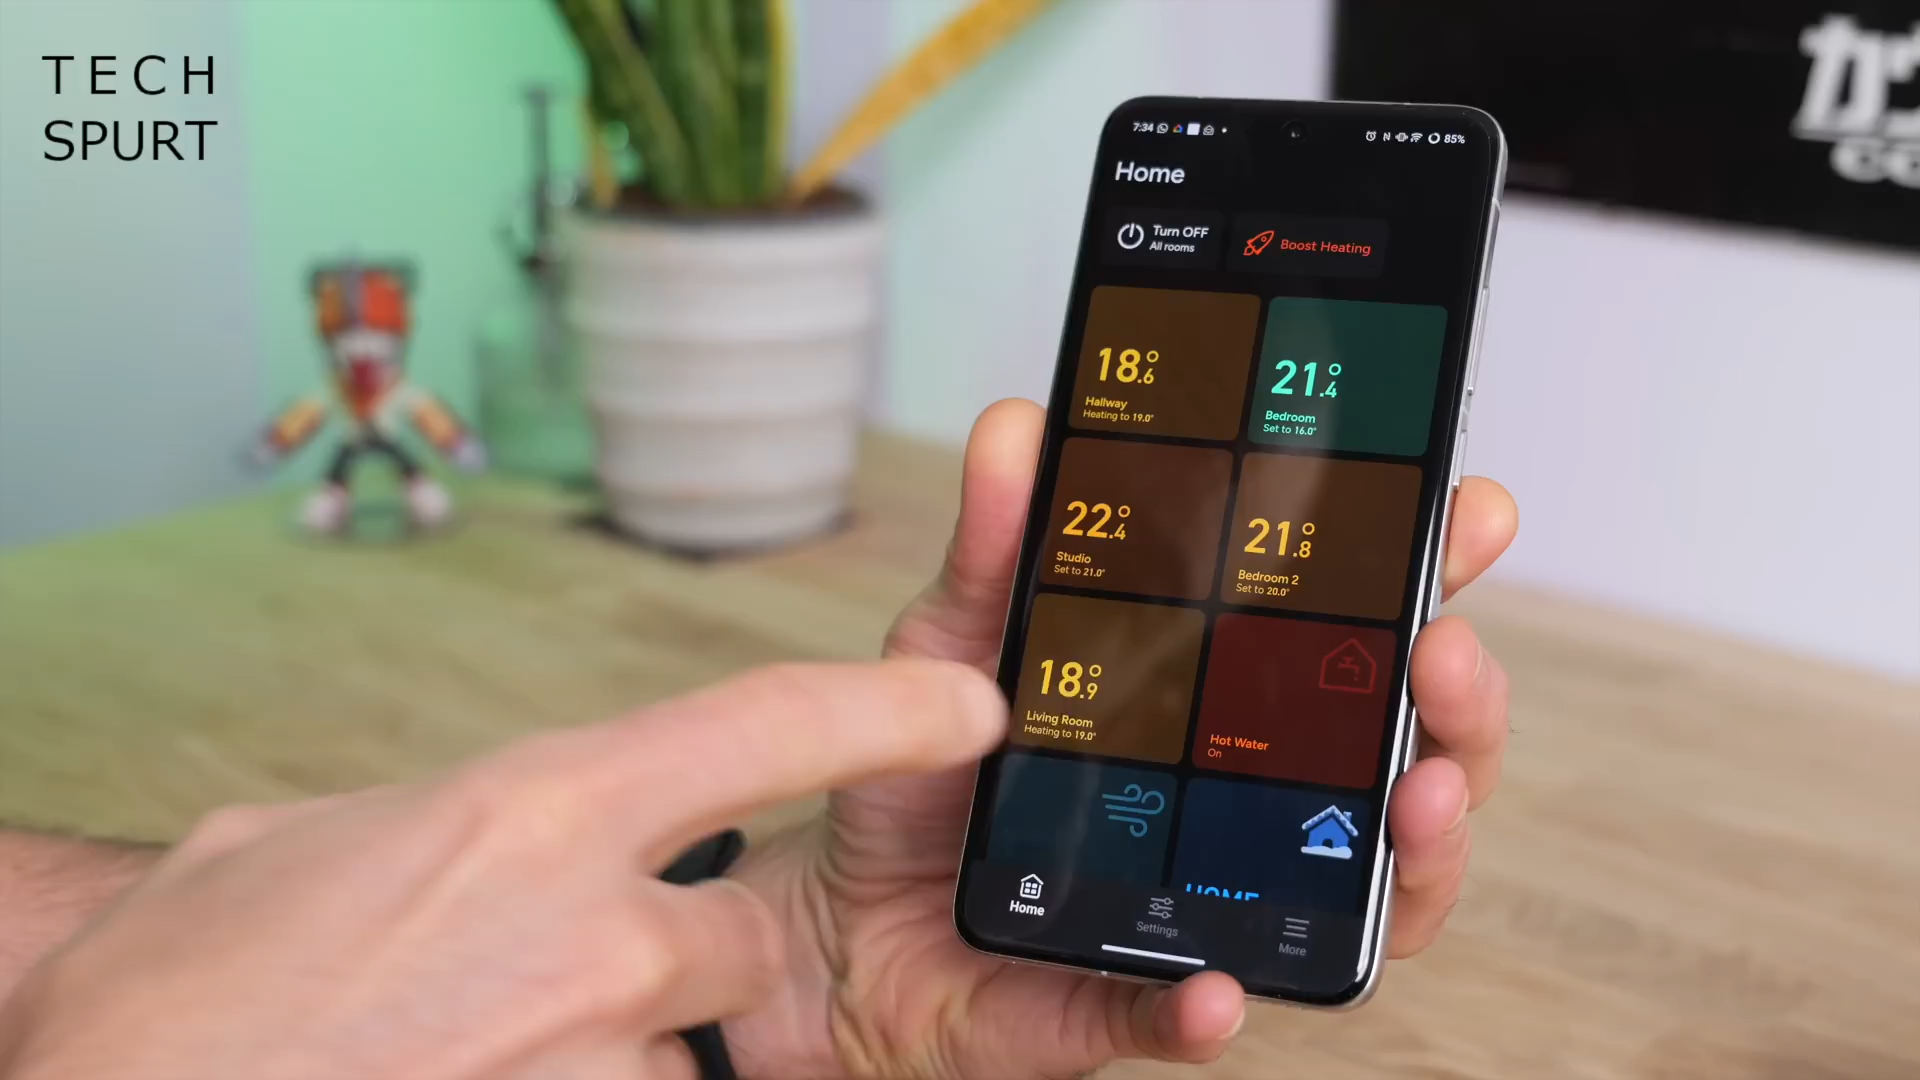 TECH
SPURT
7:34
85%
Home
Turn OFF
All rooms
Boost Heating
18.6°
Hallway
Heating to 19.0°
21.4°
Bedroom
Set to 16.0°
22.4°
Studio
Set to 21.0°
21.8°
Bedroom 2
Set to 20.0°
18.9°
Living Room
Heating to 19.0°
Hot Water
On
HOME
Home
Settings
More